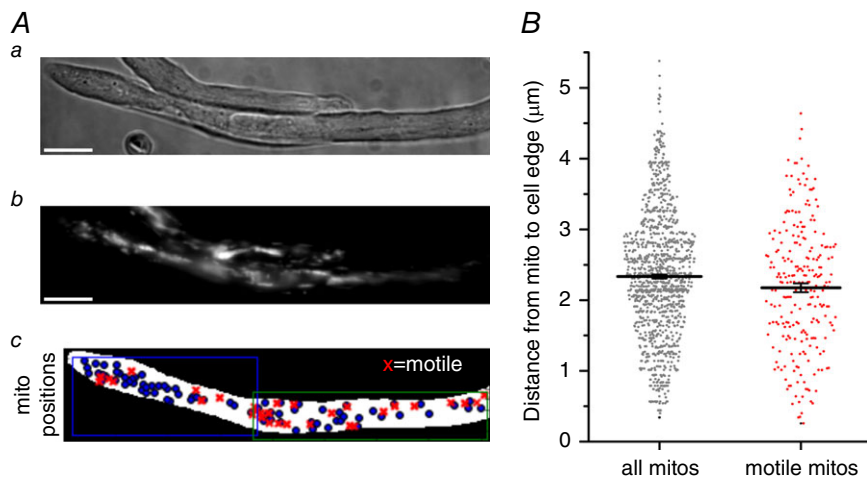 A
a
b
c
mito
positions
x=motile
B
Distance from mito to cell edge (μm)
5
4
3
2
1
0
all mitos
motile mitos